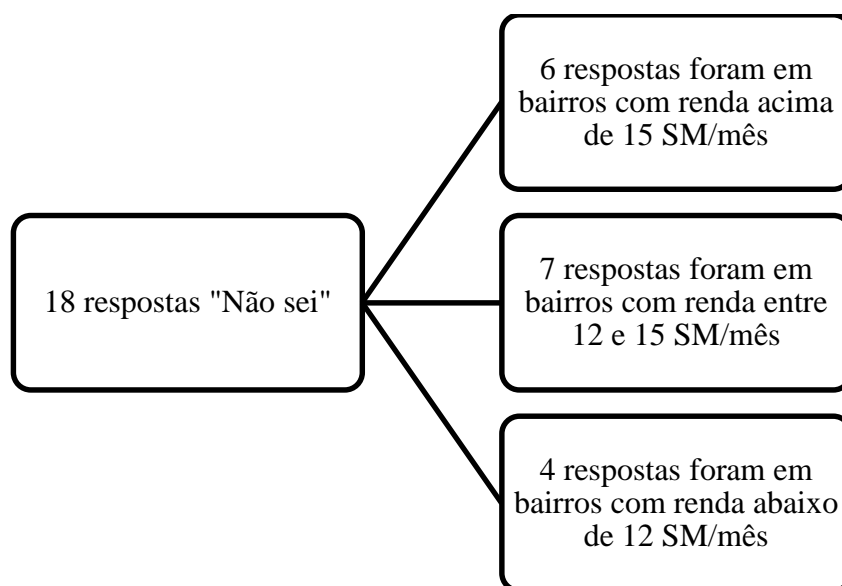 18 respostas "Não sei"
6 respostas foram em
bairros com renda acima
de 15 SM/mês
7 respostas foram em
bairros com renda entre
12 e 15 SM/mês
4 respostas foram em
bairros com renda abaixo
de 12 SM/mês